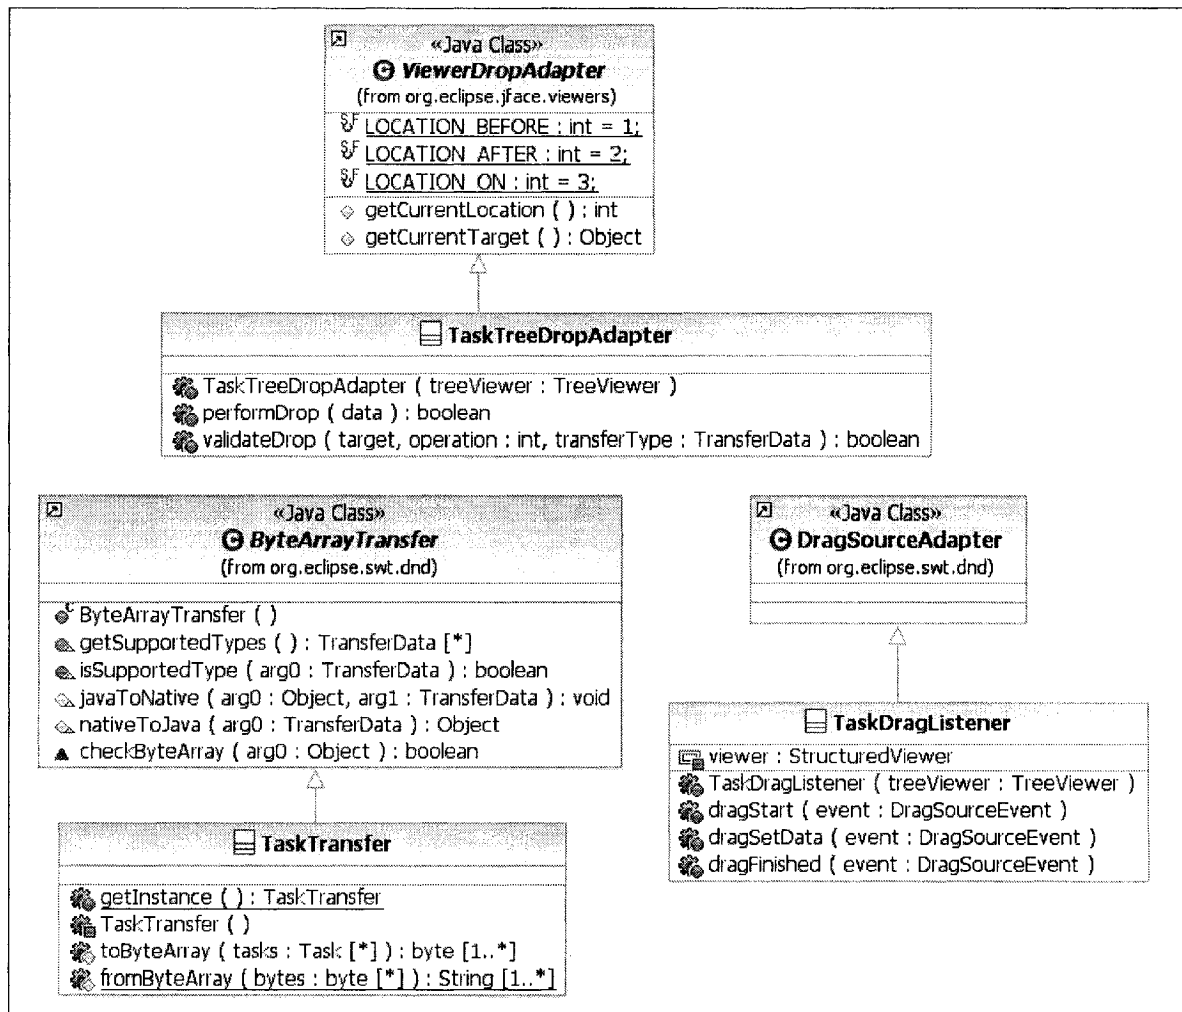 «Java Class»
ViewerDropAdapter
(from org.eclipse.jface.viewers)
LOCATION_BEFORE : int = 1;
LOCATION_AFTER : int = 2;
LOCATION_ON : int = 3;
getCurrentLocation ( ) : int
getCurrentTarget ( ) : Object
TaskTreeDropAdapter
TaskTreeDropAdapter ( treeViewer : TreeViewer )
performDrop ( data ) : boolean
validateDrop ( target, operation : int, transferType : TransferData ) : boolean
«Java Class»
ByteArrayTransfer
(from org.eclipse.swt.dnd)
ByteArrayTransfer ( )
getSupportedTypes ( ) : TransferData [*]
isSupportedType ( arg0 : TransferData ) : boolean
javaToNative ( arg0 : Object, arg1 : TransferData ) : void
nativeToJava ( arg0 : TransferData ) : Object
checkByteArray ( arg0 : Object ) : boolean
«Java Class»
DragSourceAdapter
(from org.eclipse.swt.dnd)
TaskDragListener
viewer : StructuredViewer
TaskDragListener ( treeViewer : TreeViewer )
dragStart ( event : DragSourceEvent )
dragSetData ( event : DragSourceEvent )
dragFinished ( event : DragSourceEvent )
TaskTransfer
getInstance ( ) : TaskTransfer
TaskTransfer ( )
toByteArray ( tasks : Task [*] ) : byte [1..*]
fromByteArray ( bytes : byte [*] ) : String [1..*]